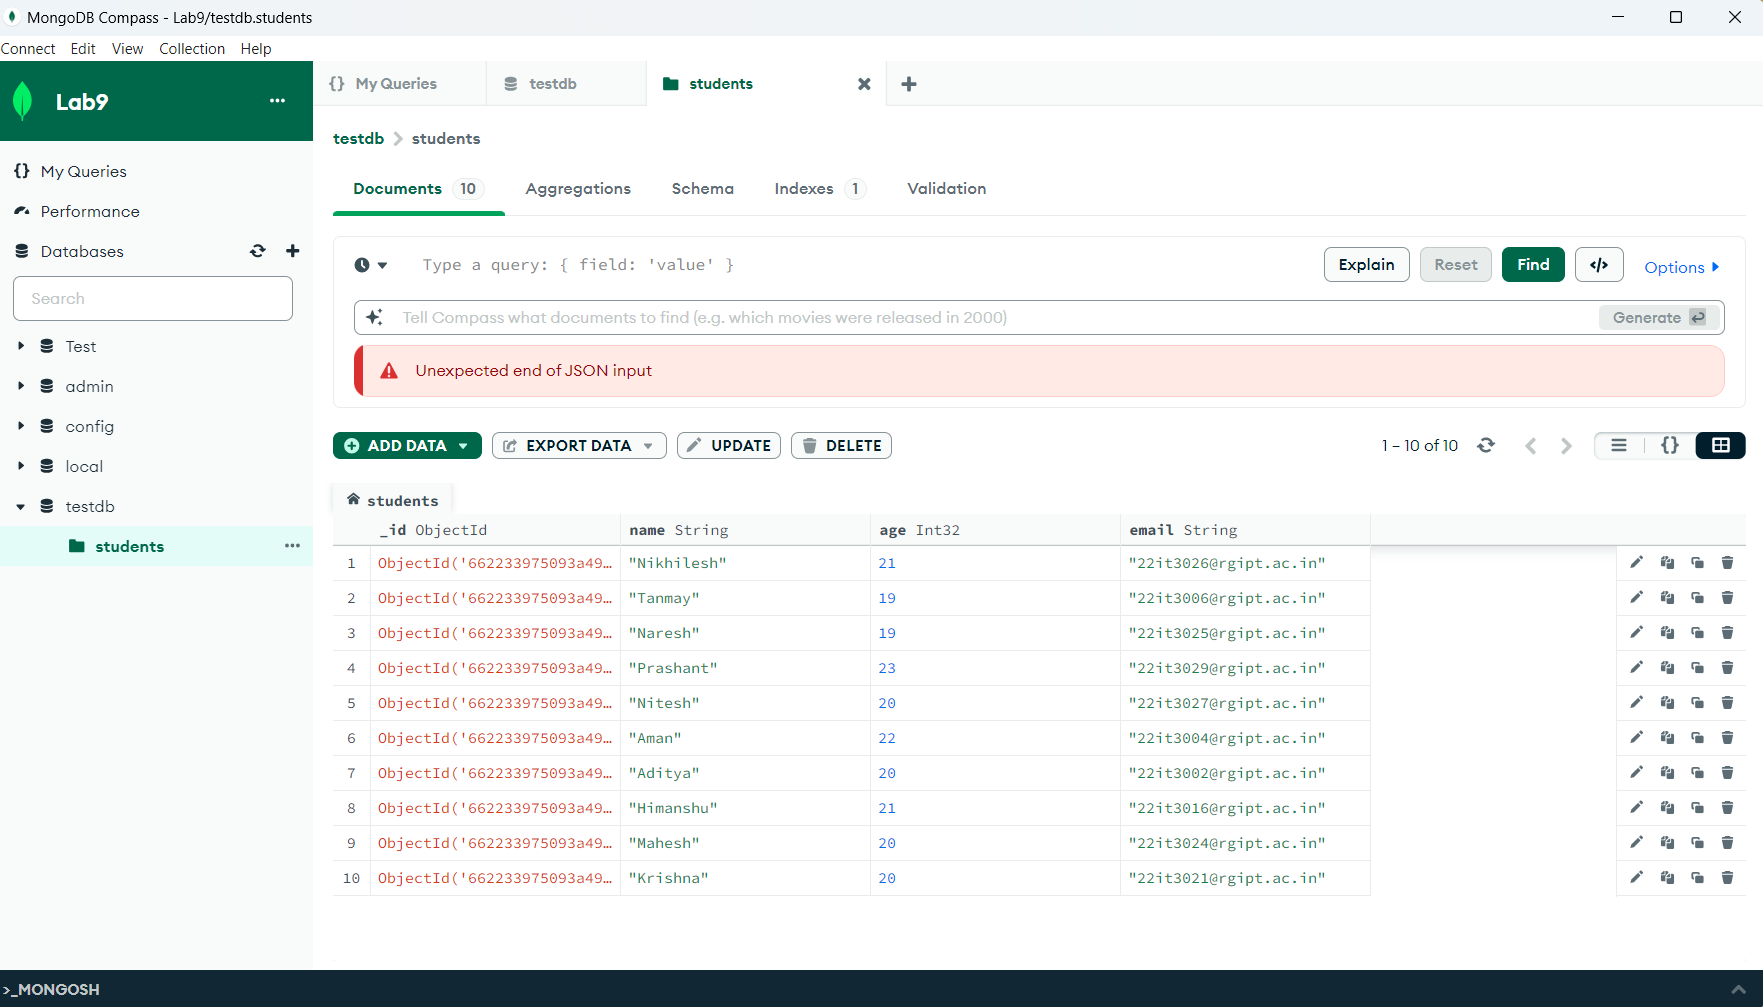 MongoDB Compass - Lab9/testdb.students
Connect Edit View Collection Help
Lab9
My Queries
Performance
Databases
Search
Test
admin
config
local
testdb
students
{} My Queries
testdb
students
testdb > students
Documents 10
Aggregations
Schema
Indexes 1
Validation
Type a query: { field: 'value' }
Explain
Reset
Find
</>
Options
Tell Compass what documents to find (e.g. which movies were released in 2000)
Generate
Unexpected end of JSON input
ADD DATA
EXPORT DATA
UPDATE
DELETE
1 – 10 of 10
{}
students
_id ObjectId name String age Int32 email String
1 ObjectId('662233975093a49… "Nikhilesh" 21 "22it3026@rgipt.ac.in"
2 ObjectId('662233975093a49… "Tanmay" 19 "22it3006@rgipt.ac.in"
3 ObjectId('662233975093a49… "Naresh" 19 "22it3025@rgipt.ac.in"
4 ObjectId('662233975093a49… "Prashant" 23 "22it3029@rgipt.ac.in"
5 ObjectId('662233975093a49… "Nitesh" 20 "22it3027@rgipt.ac.in"
6 ObjectId('662233975093a49… "Aman" 22 "22it3004@rgipt.ac.in"
7 ObjectId('662233975093a49… "Aditya" 20 "22it3002@rgipt.ac.in"
8 ObjectId('662233975093a49… "Himanshu" 21 "22it3016@rgipt.ac.in"
9 ObjectId('662233975093a49… "Mahesh" 20 "22it3024@rgipt.ac.in"
10 ObjectId('662233975093a49… "Krishna" 20 "22it3021@rgipt.ac.in"
>_MONGOSH